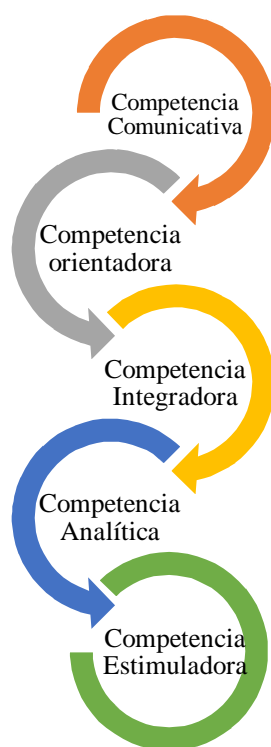 Competencia
Comunicativa
Competencia
orientadora
Competencia
Integradora
Competencia
Analítica
Competencia
Estimuladora